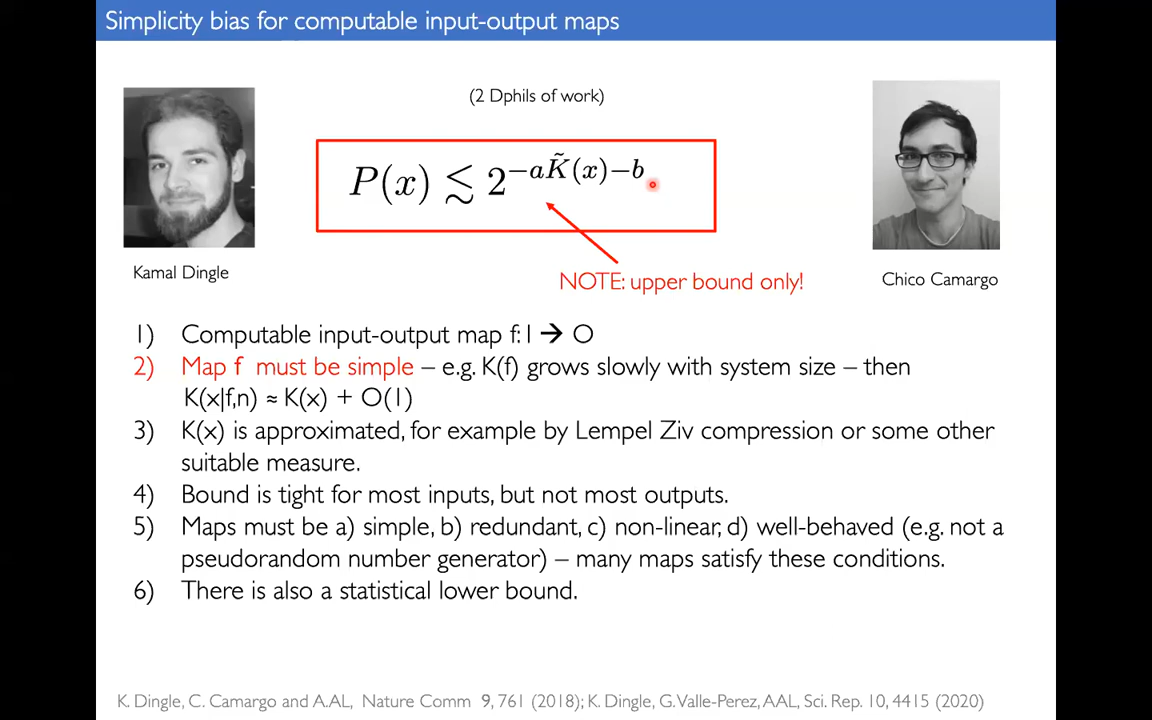 Simplicity bias for computable input-output maps
(2 Dphils of work)
P(x) ≲ 2^{-aK̃(x)-b}
NOTE: upper bound only!
Kamal Dingle
Chico Camargo
1) Computable input-output map f: I → O
2) Map f must be simple – e.g. K(f) grows slowly with system size – then
K(x|f,n) ≈ K(x) + O(1)
3) K(x) is approximated, for example by Lempel Ziv compression or some other
suitable measure.
4) Bound is tight for most inputs, but not most outputs.
5) Maps must be a) simple, b) redundant, c) non-linear, d) well-behaved (e.g. not a
pseudorandom number generator) – many maps satisfy these conditions.
6) There is also a statistical lower bound.
K. Dingle, C. Camargo and A.AL, Nature Comm 9, 761 (2018); K. Dingle, G. Valle-Perez, AAL, Sci. Rep. 10, 4415 (2020)